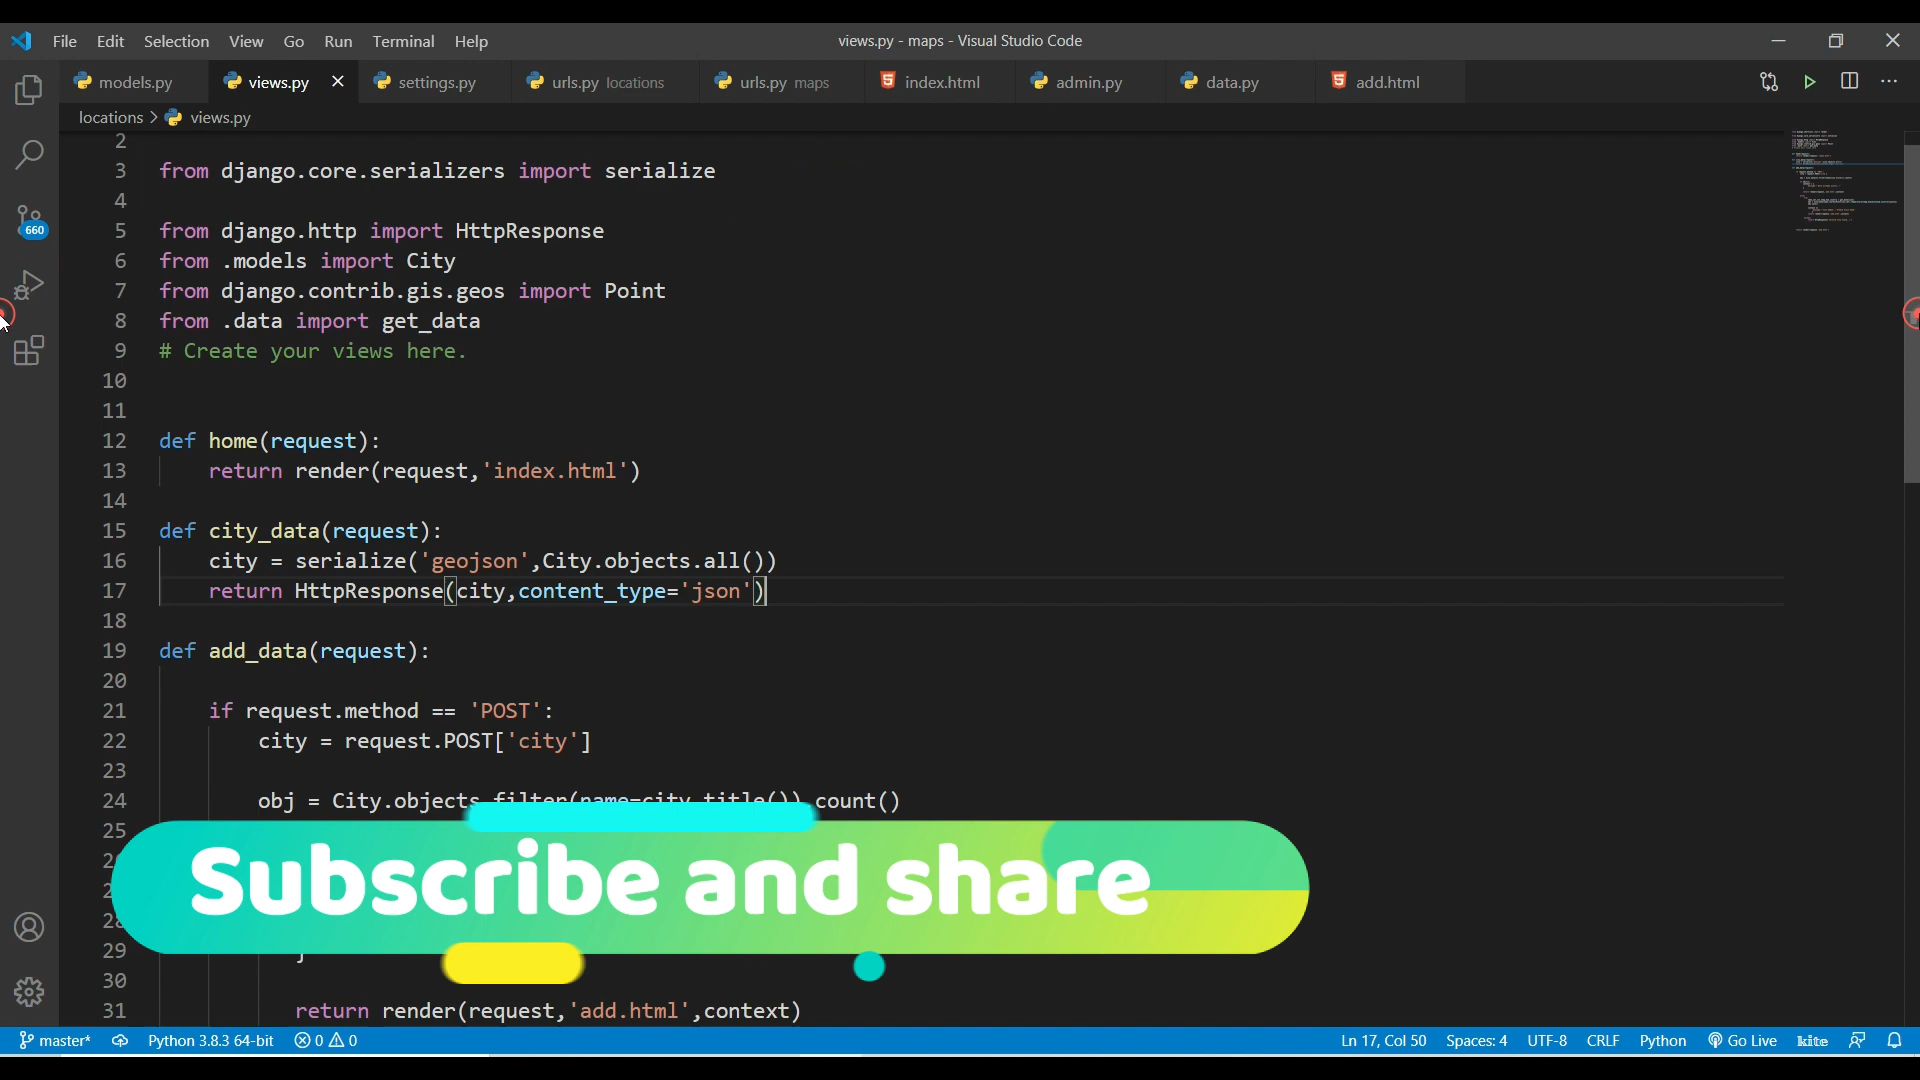 File Edit Selection View Go Run Terminal Help
views.py - maps - Visual Studio Code
models.py views.py settings.py urls.py locations urls.py maps index.html admin.py data.py add.html
locations > views.py
2
3 from django.core.serializers import serialize
4
5 from django.http import HttpResponse
6 from .models import City
7 from django.contrib.gis.geos import Point
8 from .data import get_data
9 # Create your views here.
10
11
12 def home(request):
13 return render(request,'index.html')
14
15 def city_data(request):
16 city = serialize('geojson',City.objects.all())
17 return HttpResponse(city,content_type='json')
18
19 def add_data(request):
20
21 if request.method == 'POST':
22 city = request.POST['city']
23
24 obj = City.objects.filter(name=city.title()).count()
25
Subscribe and share
29 }
30
31 return render(request,'add.html',context)
660
master* Python 3.8.3 64-bit 0 0 Ln 17, Col 50 Spaces: 4 UTF-8 CRLF Python Go Live kite